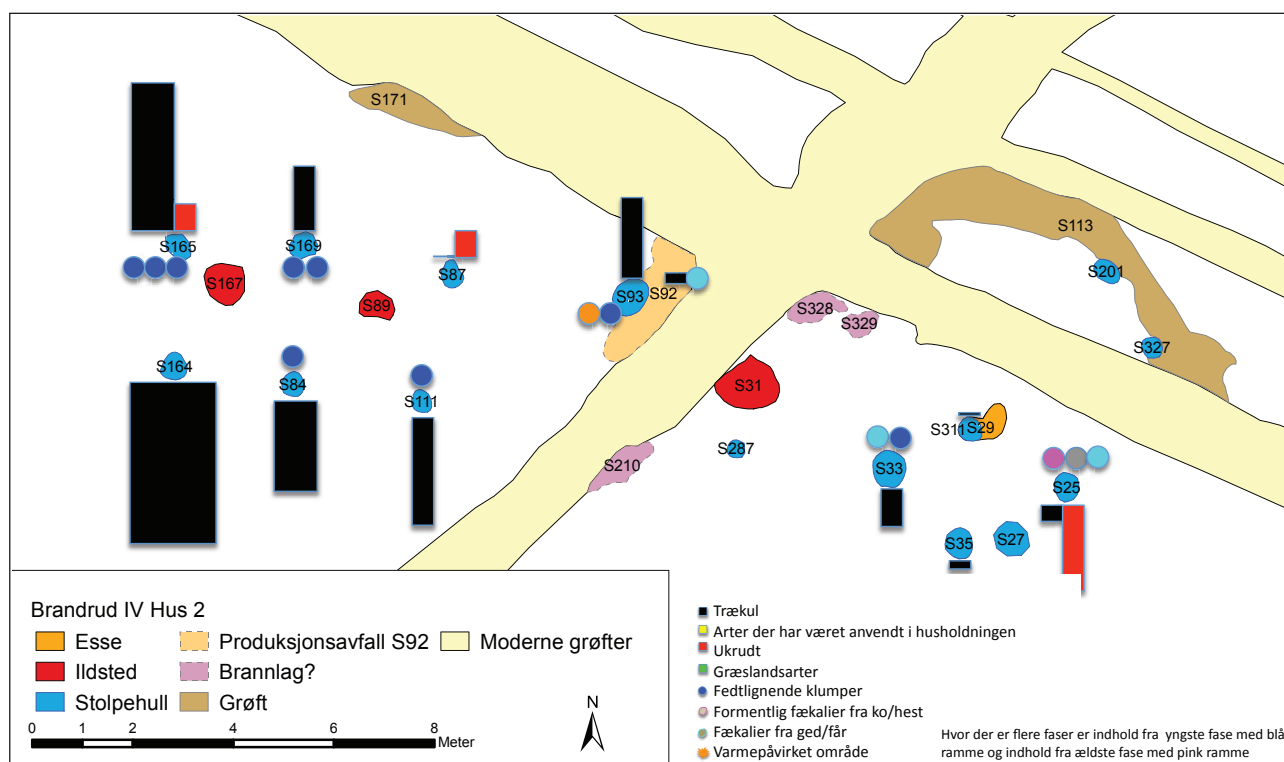 S171
S113
S165
S169
S201
S87
S167
S93
S92
S89
S328
S329
S327
S164
S84
S31
S111
S311
S29
S287
S210
S33
S25
S35
S27
Brandrud IV Hus 2
Esse
Produksjonsavfall S92
Moderne grøfter
Ildsted
Brannlag?
Stolpehull
Grøft
0 2 4 6 8
Meter
N
Trækul
Arter der har været anvendt i husholdningen
Ukrudt
Græslandsarter
Fedtlignende klumper
Formentlig fækalier fra ko/hest
Fækalier fra ged/får
Varmepåvirket område
Hvor der er flere faser er indhold fra yngste fase med blå
ramme og indhold fra ældste fase med pink ramme